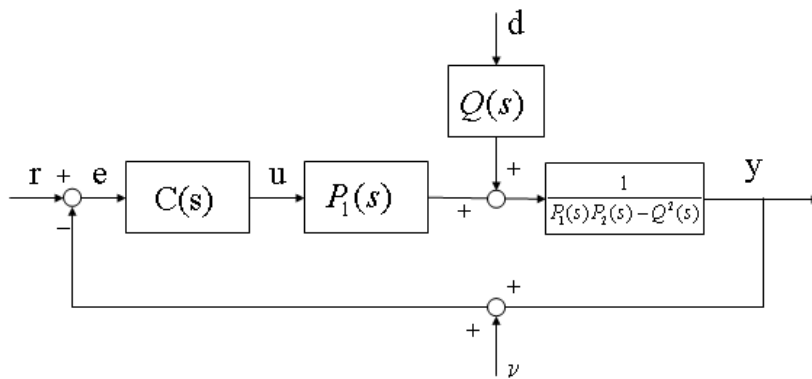 d
Q(s)
+
r + e C(s) u P₁(s) + 1 / P₁(s)P₂(s) − Q²(s) y
−
+
+
ν